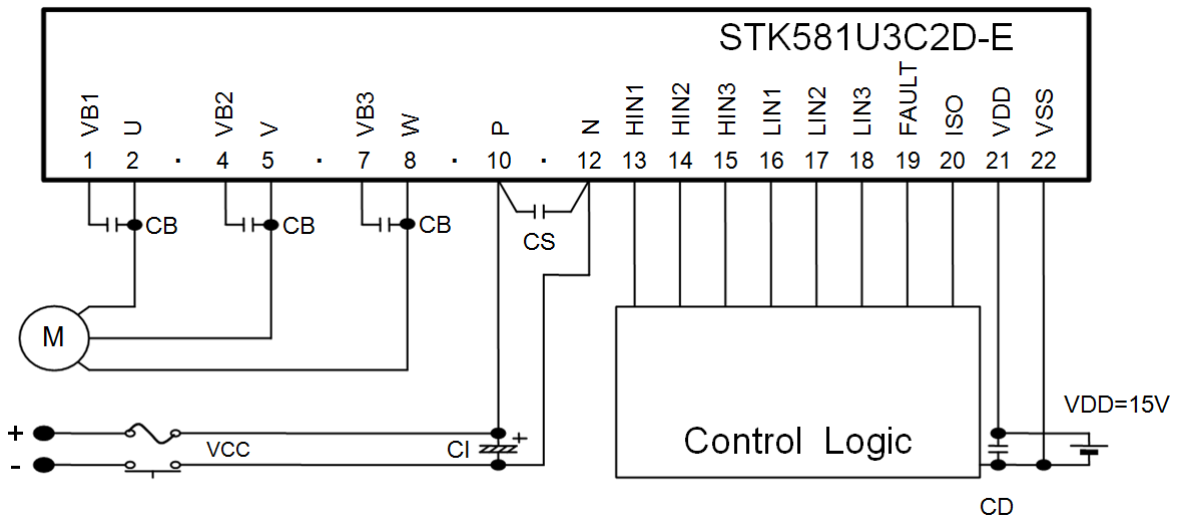 STK581U3C2D-E
VB1 U VB2 V VB3 W P N HIN1 HIN2 HIN3 LIN1 LIN2 LIN3 FAULT ISO VDD VSS
1 2 · 4 5 · 7 8 · 10 · 12 13 14 15 16 17 18 19 20 21 22
CB CB CB
CS
M
VDD=15V
+ VCC CI +
-
Control Logic
CD